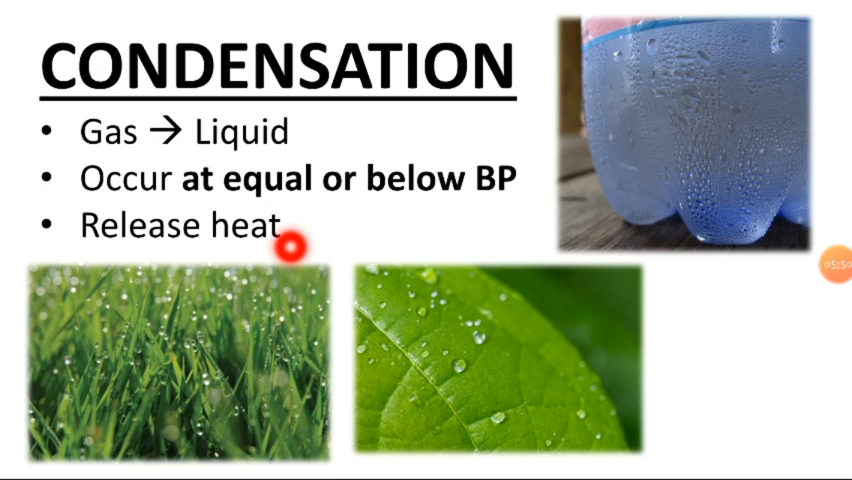 CONDENSATION
• Gas → Liquid
• Occur at equal or below BP
• Release heat
05:50